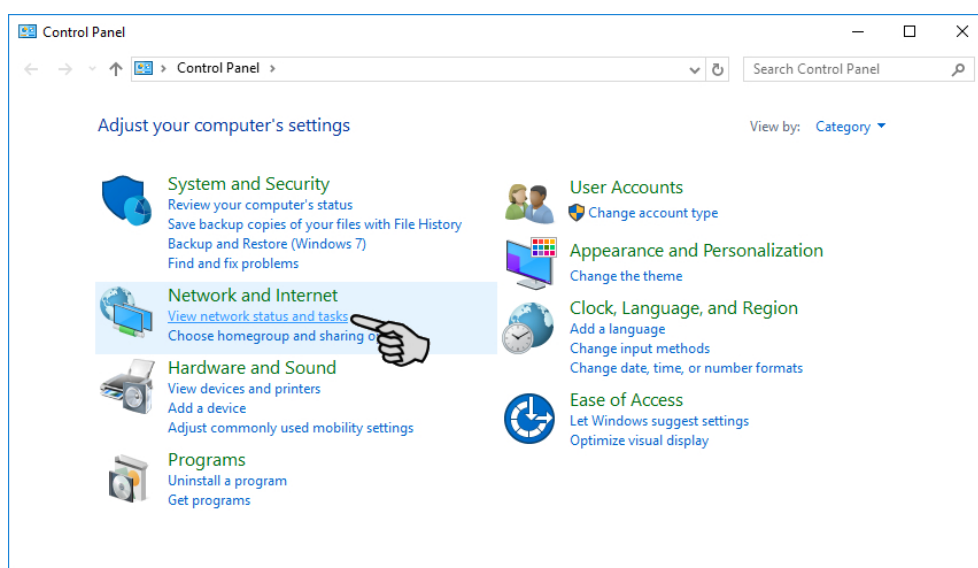 Control Panel
Control Panel
Search Control Panel
Adjust your computer's settings
View by: Category
System and Security
Review your computer's status
Save backup copies of your files with File History
Backup and Restore (Windows 7)
Find and fix problems
Network and Internet
View network status and tasks
Choose homegroup and sharing
Hardware and Sound
View devices and printers
Add a device
Adjust commonly used mobility settings
Programs
Uninstall a program
Get programs
User Accounts
Change account type
Appearance and Personalization
Change the theme
Clock, Language, and Region
Add a language
Change input methods
Change date, time, or number formats
Ease of Access
Let Windows suggest settings
Optimize visual display